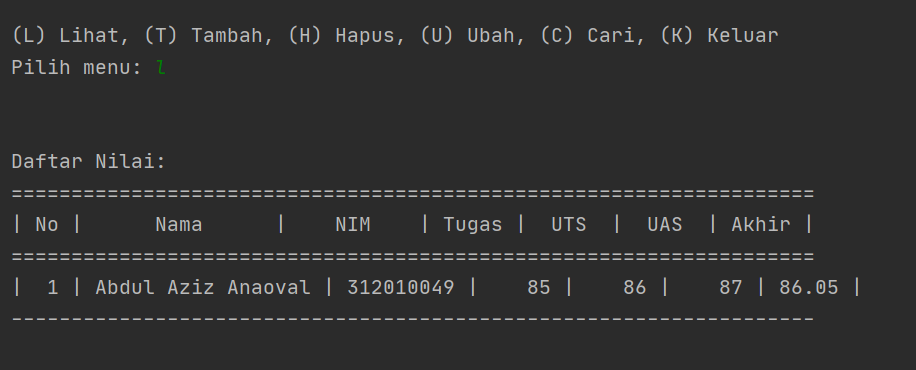 (L) Lihat, (T) Tambah, (H) Hapus, (U) Ubah, (C) Cari, (K) Keluar
Pilih menu: l
Daftar Nilai:
===================================================================
| No |      Nama      |    NIM    | Tugas |  UTS  |  UAS  | Akhir |
===================================================================
|  1 | Abdul Aziz Anaoval | 312010049 |    85 |    86 |    87 | 86.05 |
-------------------------------------------------------------------